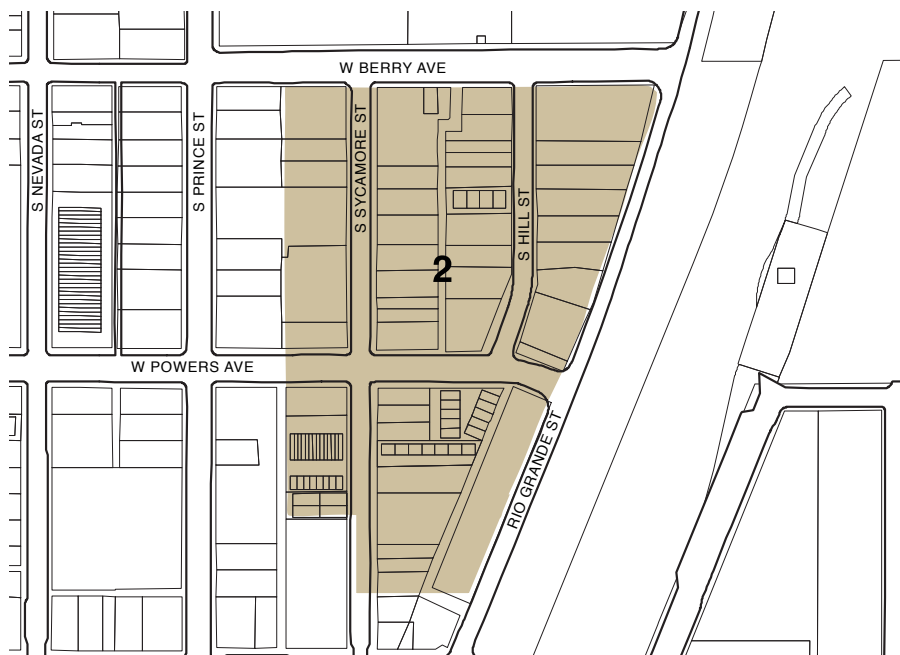 W BERRY AVE
S NEVADA ST
S PRINCE ST
S SYCAMORE ST
S HILL ST
2
W POWERS AVE
RIO GRANDE ST